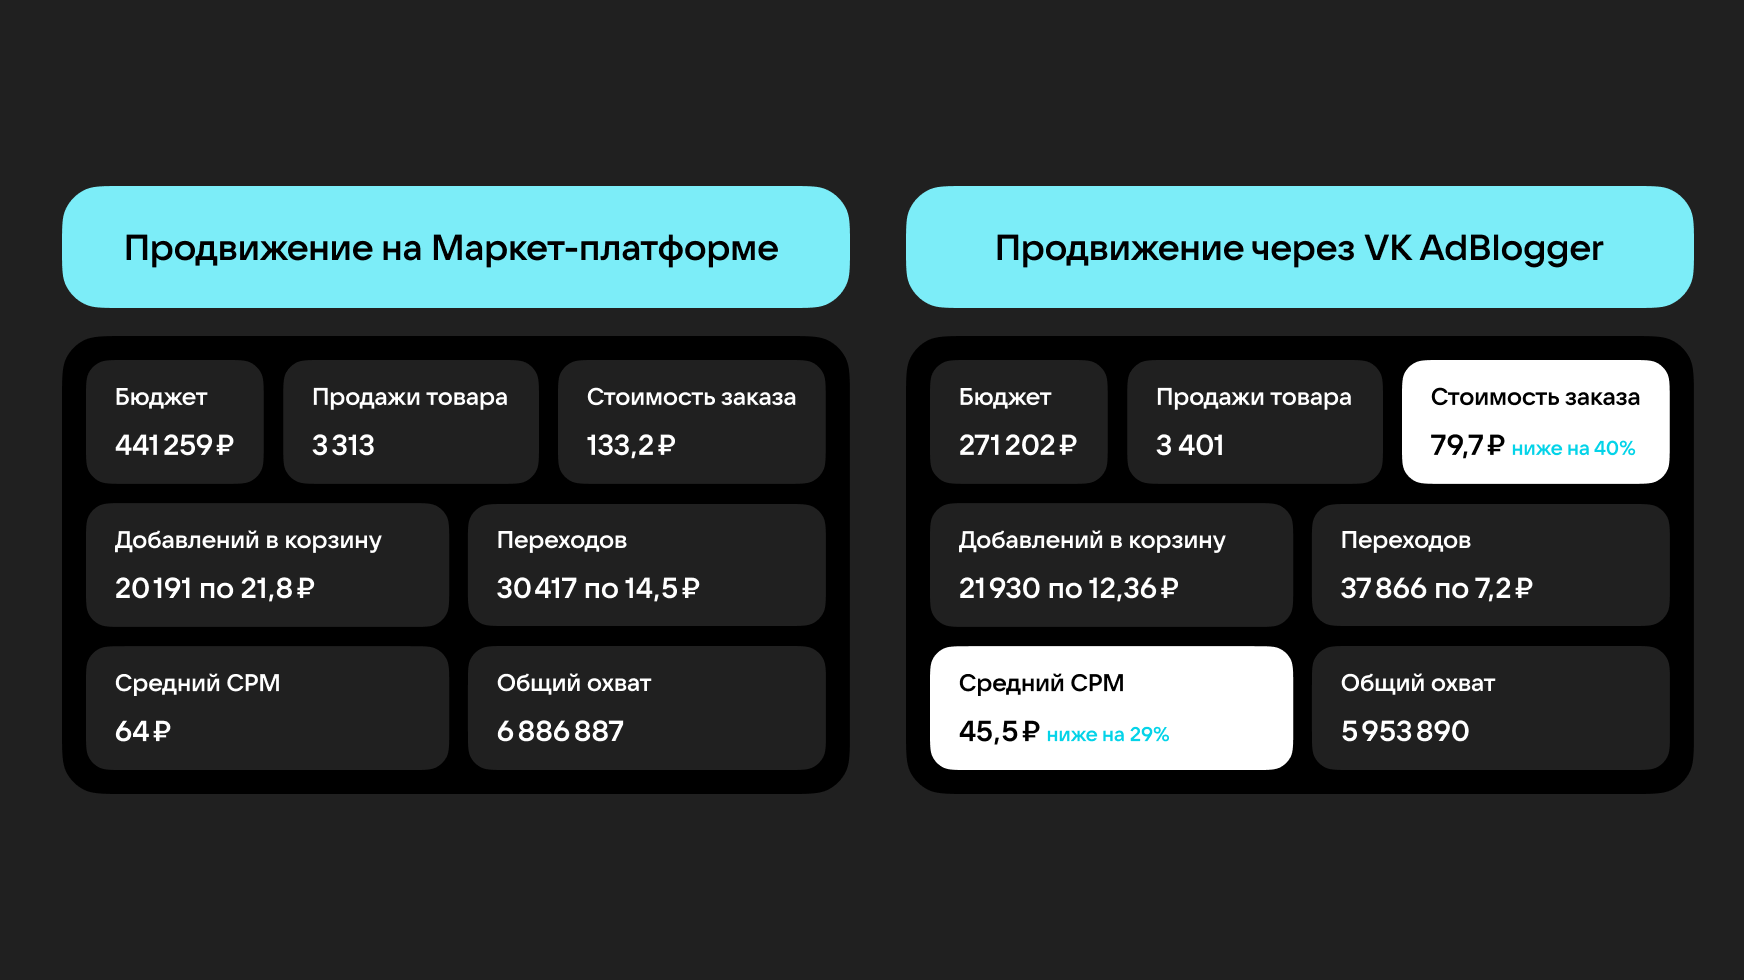 Продвижение на Маркет-платформе
Бюджет
441 259 ₽
Продажи товара
3 313
Стоимость заказа
133,2 ₽
Добавлений в корзину
20 191 по 21,8 ₽
Переходов
30 417 по 14,5 ₽
Средний CPM
64 ₽
Общий охват
6 886 887
Продвижение через VK AdBlogger
Бюджет
271 202 ₽
Продажи товара
3 401
Стоимость заказа
79,7 ₽ ниже на 40%
Добавлений в корзину
21 930 по 12,36 ₽
Переходов
37 866 по 7,2 ₽
Средний CPM
45,5 ₽ ниже на 29%
Общий охват
5 953 890